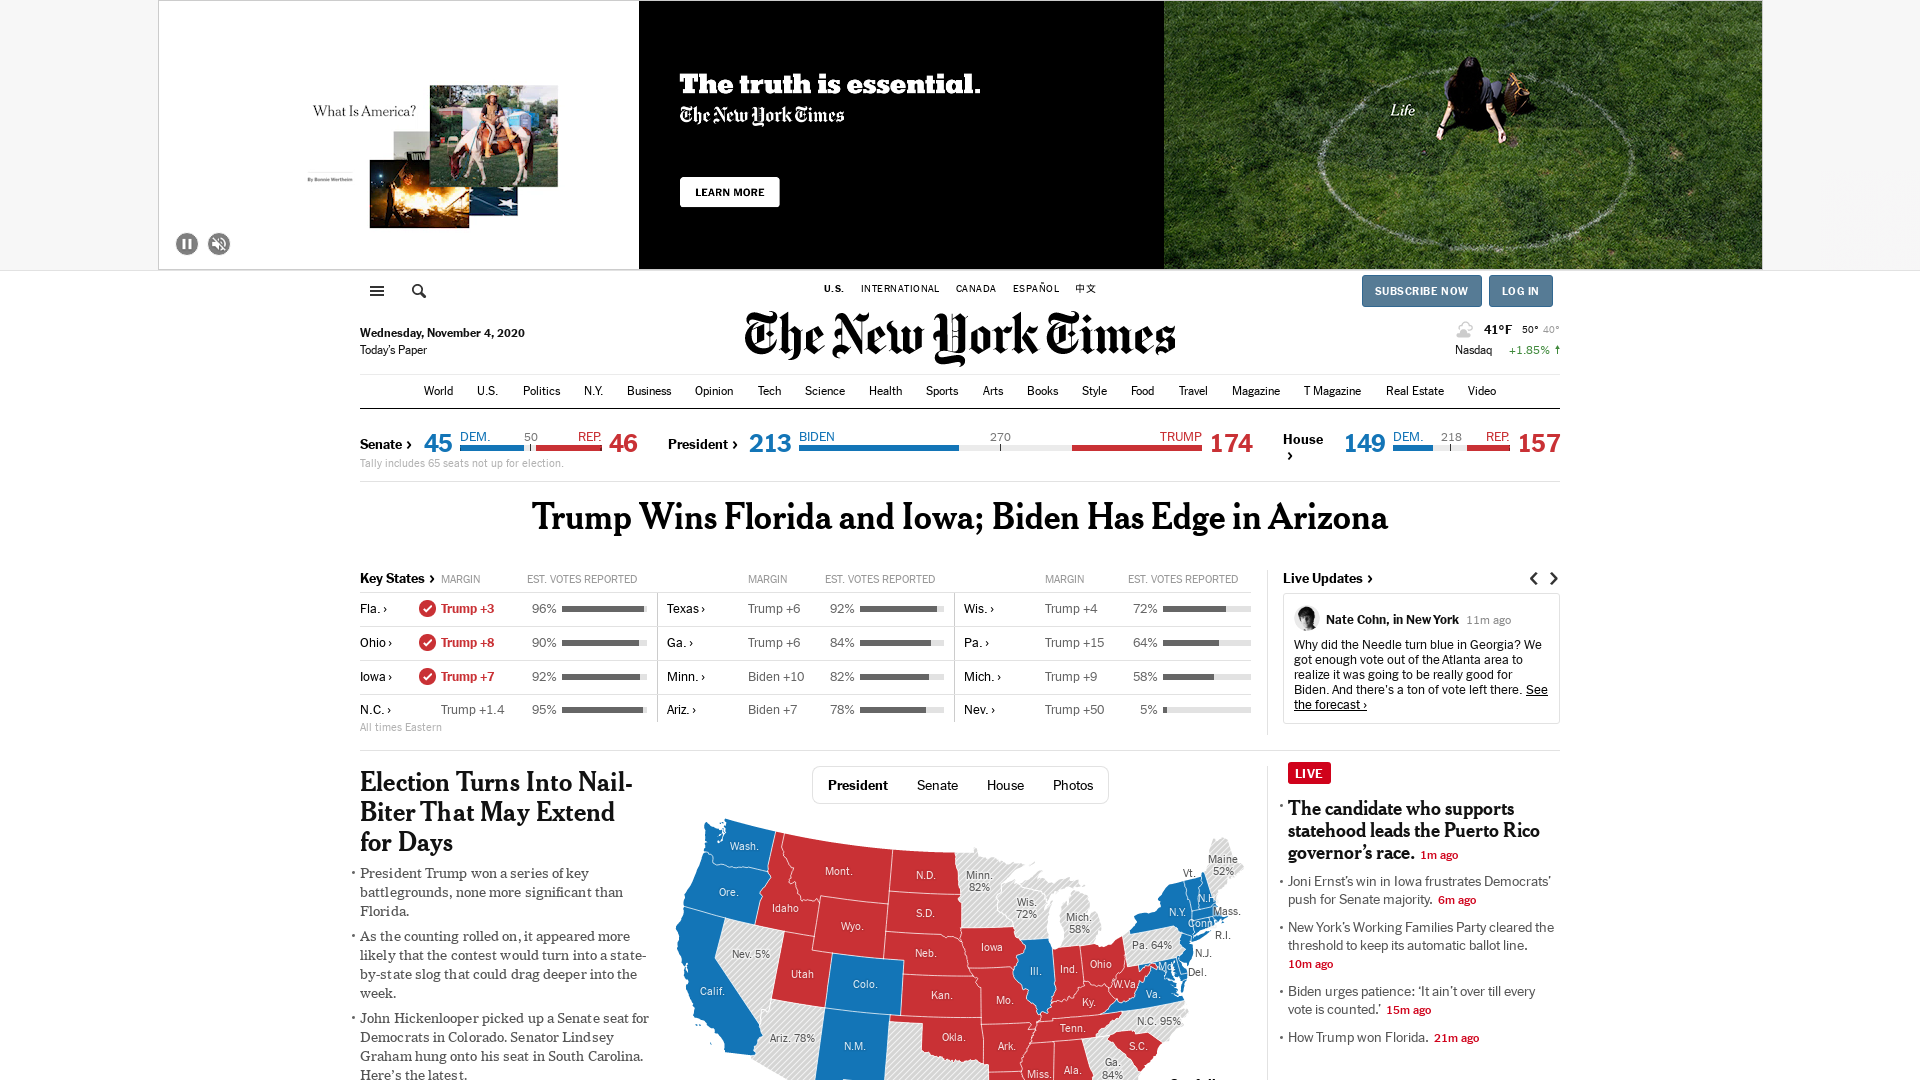 What Is America?
By Bonnie Wertheim
The truth is essential.
The New York Times
LEARN MORE
Life
U.S. INTERNATIONAL CANADA ESPAÑOL 中文
SUBSCRIBE NOW LOG IN
Wednesday, November 4, 2020
Today's Paper
The New York Times
41°F 50° 40°
Nasdaq +1.85% ↑
World U.S. Politics N.Y. Business Opinion Tech Science Health Sports Arts Books Style Food Travel Magazine T Magazine Real Estate Video
Senate › 45 DEM. 50 REP. 46
Tally includes 65 seats not up for election.
President › 213 BIDEN 270 TRUMP 174
House › 149 DEM. 218 REP. 157
Trump Wins Florida and Iowa; Biden Has Edge in Arizona
Key States › MARGIN EST. VOTES REPORTED MARGIN EST. VOTES REPORTED MARGIN EST. VOTES REPORTED
Fla. › Trump +3 96% Texas › Trump +6 92% Wis. › Trump +4 72%
Ohio › Trump +8 90% Ga. › Trump +6 84% Pa. › Trump +15 64%
Iowa › Trump +7 92% Minn. › Biden +10 82% Mich. › Trump +9 58%
N.C. › Trump +1.4 95% Ariz. › Biden +7 78% Nev. › Trump +50 5%
All times Eastern
Live Updates ›
Nate Cohn, in New York 11m ago
Why did the Needle turn blue in Georgia? We
got enough vote out of the Atlanta area to
realize it was going to be really good for
Biden. And there's a ton of vote left there. See
the forecast ›
Election Turns Into Nail-
Biter That May Extend
for Days
• President Trump won a series of key
battlegrounds, none more significant than
Florida.
• As the counting rolled on, it appeared more
likely that the contest would turn into a state-
by-state slog that could drag deeper into the
week.
• John Hickenlooper picked up a Senate seat for
Democrats in Colorado. Senator Lindsey
Graham hung onto his seat in South Carolina.
Here's the latest.
President Senate House Photos
Wash.
Mont.
N.D.
Minn.
82%
Maine
52%
Vt.
Ore.
Idaho
S.D.
Wis.
72%
Mich.
58%
N.Y.
N.H.
Mass.
Conn.
R.I.
Wyo.
Nev. 5%
Neb.
Iowa
Pa. 64%
N.J.
Utah
Ill.
Ind.
Ohio
Md.
Del.
Calif.
Colo.
Kan.
Mo.
W.Va.
Ky.
Va.
Ariz. 78%
N.M.
Okla.
Ark.
Tenn.
N.C. 95%
S.C.
Miss.
Ala.
Ga.
84%
LIVE
• The candidate who supports
statehood leads the Puerto Rico
governor's race. 1m ago
• Joni Ernst's win in Iowa frustrates Democrats'
push for Senate majority. 6m ago
• New York's Working Families Party cleared the
threshold to keep its automatic ballot line.
10m ago
• Biden urges patience: 'It ain't over till every
vote is counted.' 15m ago
• How Trump won Florida. 21m ago